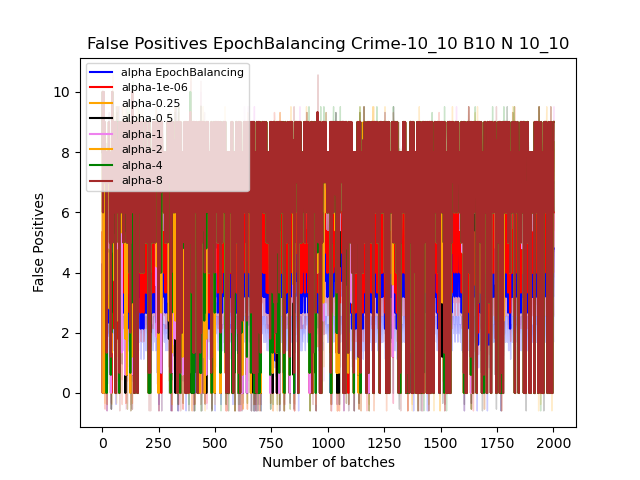 False Positives EpochBalancing Crime-10_10 B10 N 10_10
alpha EpochBalancing
alpha-1e-06
alpha-0.25
alpha-0.5
alpha-1
alpha-2
alpha-4
alpha-8
False Positives
10
8
6
4
2
0
0 250 500 750 1000 1250 1500 1750 2000
Number of batches